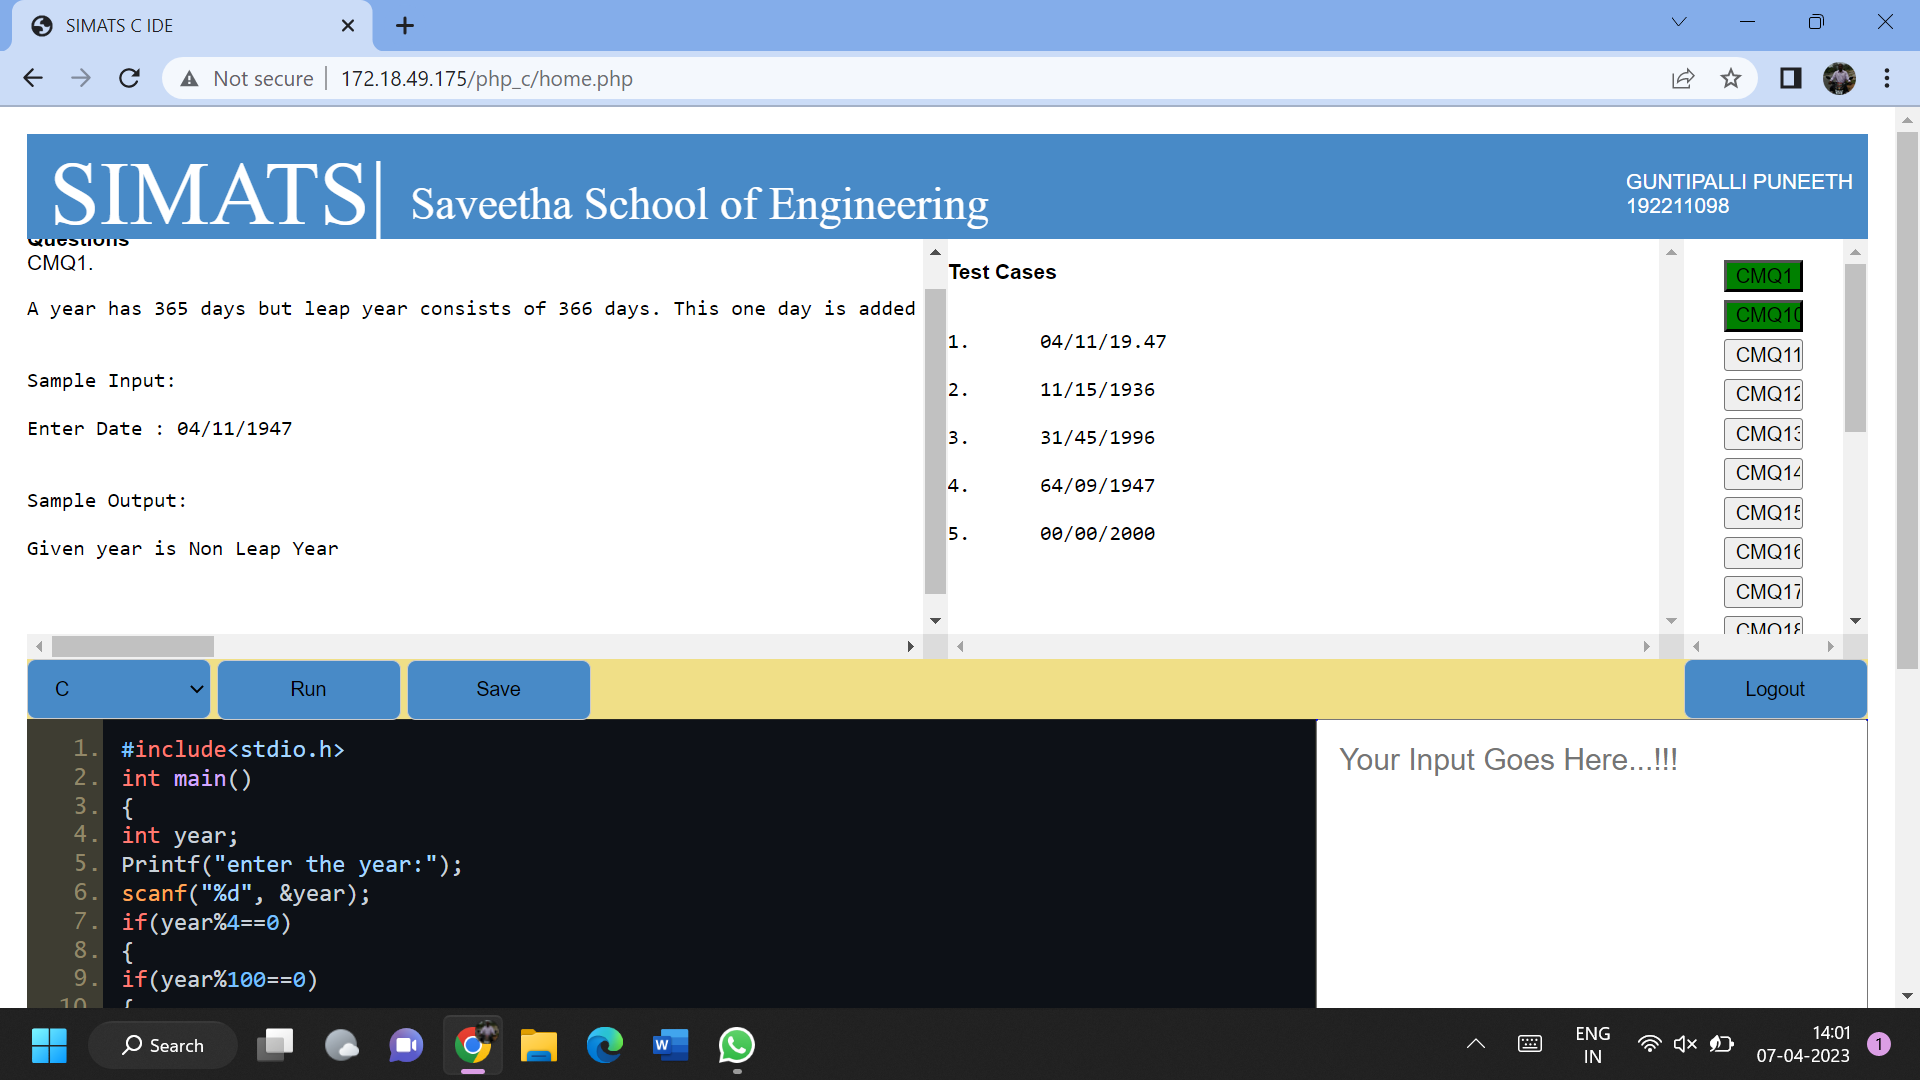 SIMATS C IDE
Not secure
172.18.49.175/php_c/home.php
SIMATS|
Saveetha School of Engineering
GUNTIPALLI PUNEETH
192211098
Questions
CMQ1.
A year has 365 days but leap year consists of 366 days. This one day is added
Sample Input:
Enter Date : 04/11/1947
Sample Output:
Given year is Non Leap Year
Test Cases
1. 04/11/19.47
2. 11/15/1936
3. 31/45/1996
4. 64/09/1947
5. 00/00/2000
CMQ1
CMQ10
CMQ11
CMQ12
CMQ13
CMQ14
CMQ15
CMQ16
CMQ17
CMQ18
C
Run
Save
Logout
1. #include<stdio.h>
2. int main()
3. {
4. int year;
5. Printf("enter the year:");
6. scanf("%d", &year);
7. if(year%4==0)
8. {
9. if(year%100==0)
10. {
Your Input Goes Here...!!!
Search
ENG
IN
14:01
07-04-2023
1